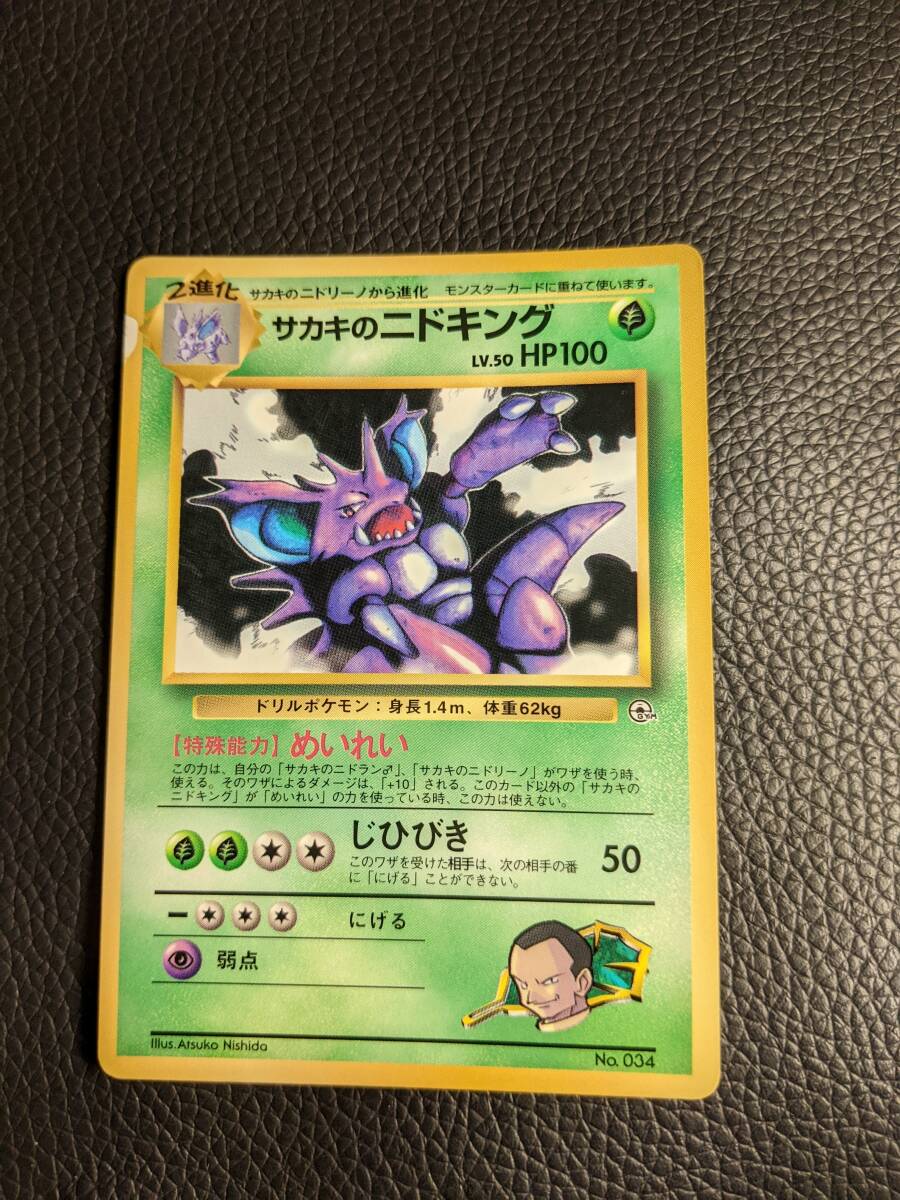 2進化 サカキのニドリーノから進化 モンスターカードに重ねて使います。
サカキのニドキング
LV.50 HP100
ドリルポケモン:身長1.4m、体重62kg
GYM
【特殊能力】めいれい
この力は、自分の「サカキのニドラン♂」、「サカキのニドリーノ」がワザを使う時、
使える。そのワザによるダメージは、「+10」される。このカード以外の「サカキの
ニドキング」が「めいれい」の力を使っている時、この力は使えない。
じひびき
このワザを受けた相手は、次の相手の番
に「にげる」ことができない。
50
にげる
弱点
Illus.Atsuko Nishida
No. 034